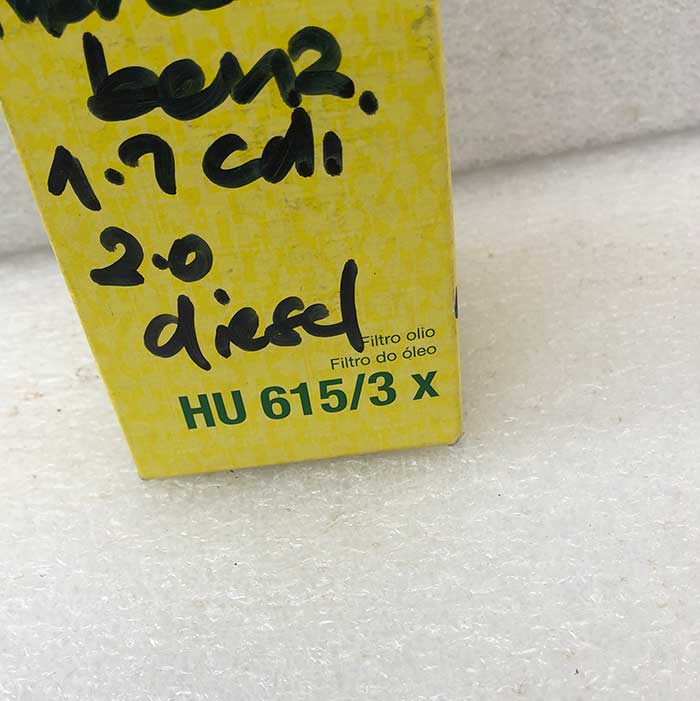 benz.
1.7 cdi
2.0
diesel
Filtro olio
Filtro do óleo
HU 615/3 x